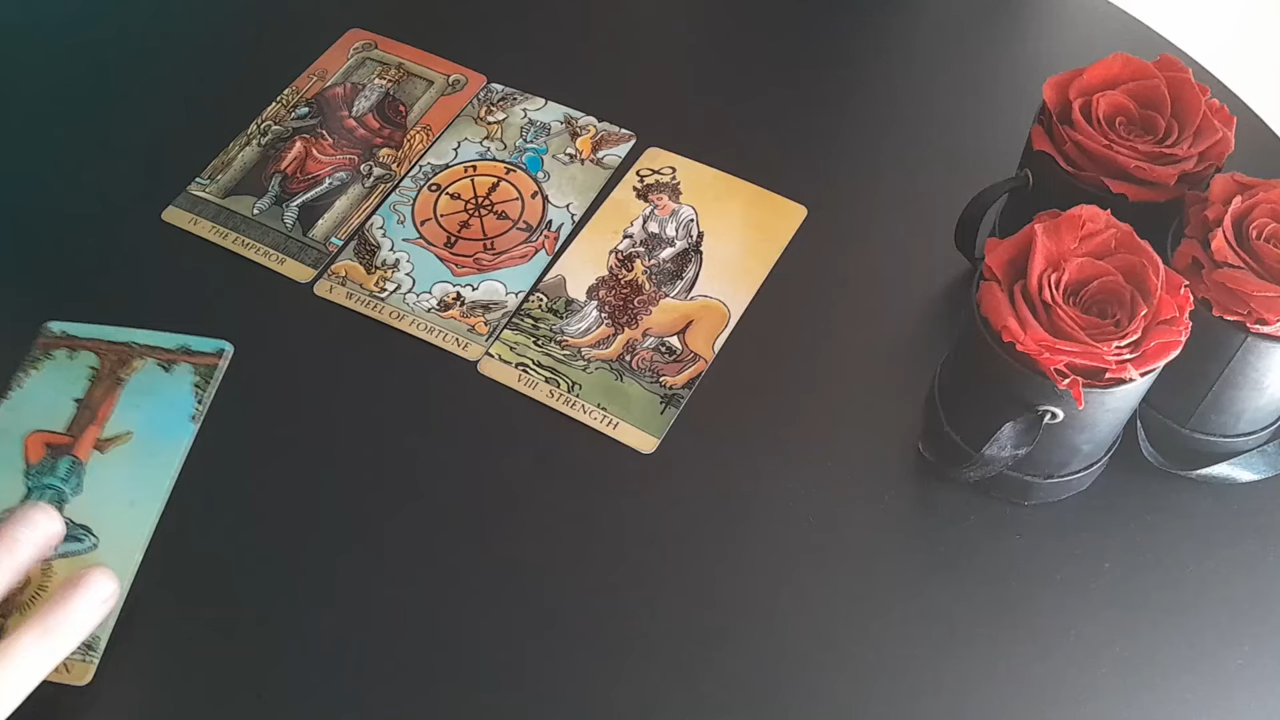 IV · THE EMPEROR
X · WHEEL OF FORTUNE
VIII · STRENGTH